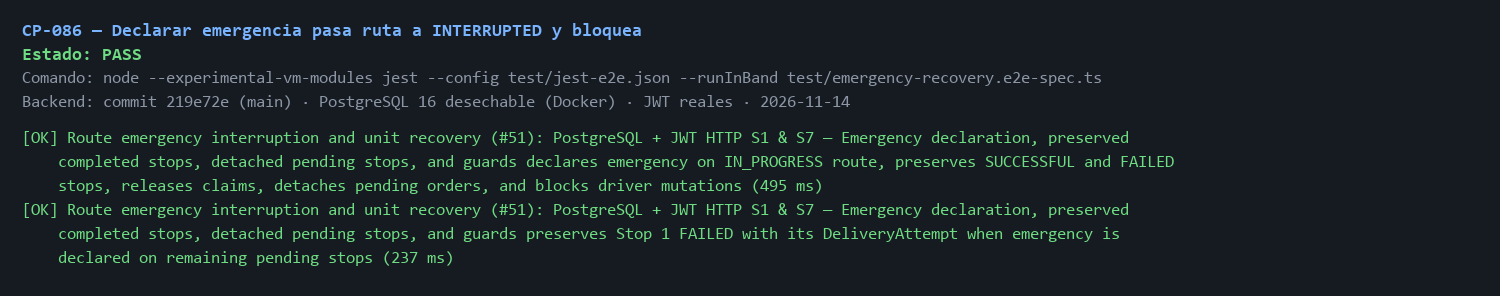 CP-086 — Declarar emergencia pasa ruta a INTERRUPTED y bloquea
Estado: PASS
Comando: node --experimental-vm-modules jest --config test/jest-e2e.json --runInBand test/emergency-recovery.e2e-spec.ts
Backend: commit 219e72e (main) · PostgreSQL 16 desechable (Docker) · JWT reales · 2026-11-14
[OK] Route emergency interruption and unit recovery (#51): PostgreSQL + JWT HTTP S1 & S7 — Emergency declaration, preserved
completed stops, detached pending stops, and guards declares emergency on IN_PROGRESS route, preserves SUCCESSFUL and FAILED
stops, releases claims, detaches pending orders, and blocks driver mutations (495 ms)
[OK] Route emergency interruption and unit recovery (#51): PostgreSQL + JWT HTTP S1 & S7 — Emergency declaration, preserved
completed stops, detached pending stops, and guards preserves Stop 1 FAILED with its DeliveryAttempt when emergency is
declared on remaining pending stops (237 ms)